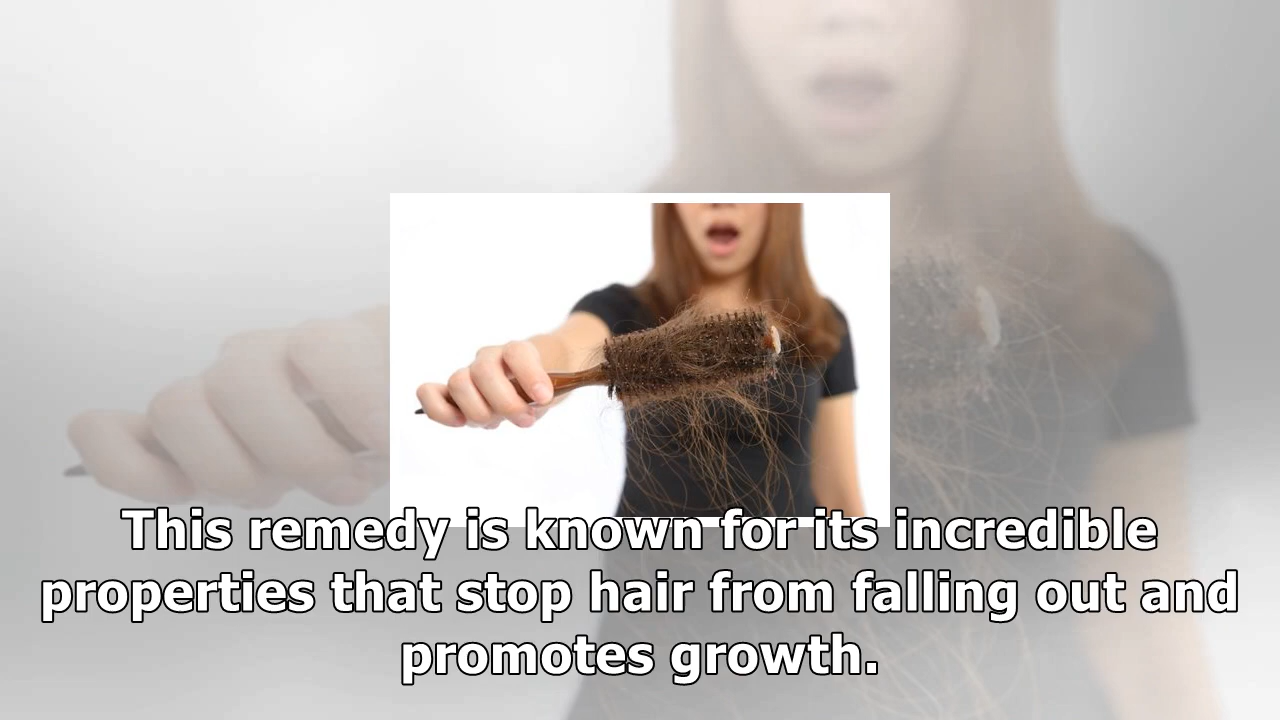 This remedy is known for its incredible
properties that stop hair from falling out and
promotes growth.